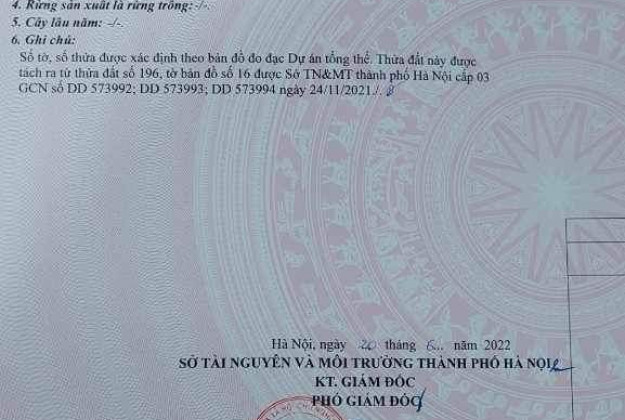 4. Rừng sản xuất là rừng trồng: -/-.
5. Cây lâu năm: -/-.
6. Ghi chú:
Số tờ, số thửa được xác định theo bản đồ đo đạc Dự án tổng thể. Thửa đất này được
tách ra từ thửa đất số 196, tờ bản đồ số 16 được Sở TN&MT thành phố Hà Nội cấp 03
GCN số DD 573992; DD 573993; DD 573994 ngày 24/11/2021./.
Hà Nội, ngày 20 tháng 6... năm 2022
SỞ TÀI NGUYÊN VÀ MÔI TRƯỜNG THÀNH PHỐ HÀ NỘI
KT. GIÁM ĐỐC
PHÓ GIÁM ĐỐC